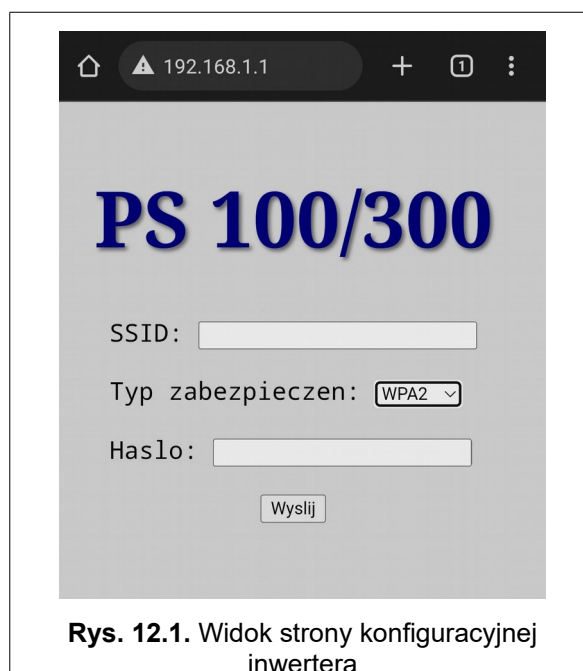 192.168.1.1
1
PS 100/300
SSID:
Typ zabezpieczen: WPA2
Haslo:
Wyslij
Rys. 12.1. Widok strony konfiguracyjnej
inwertera